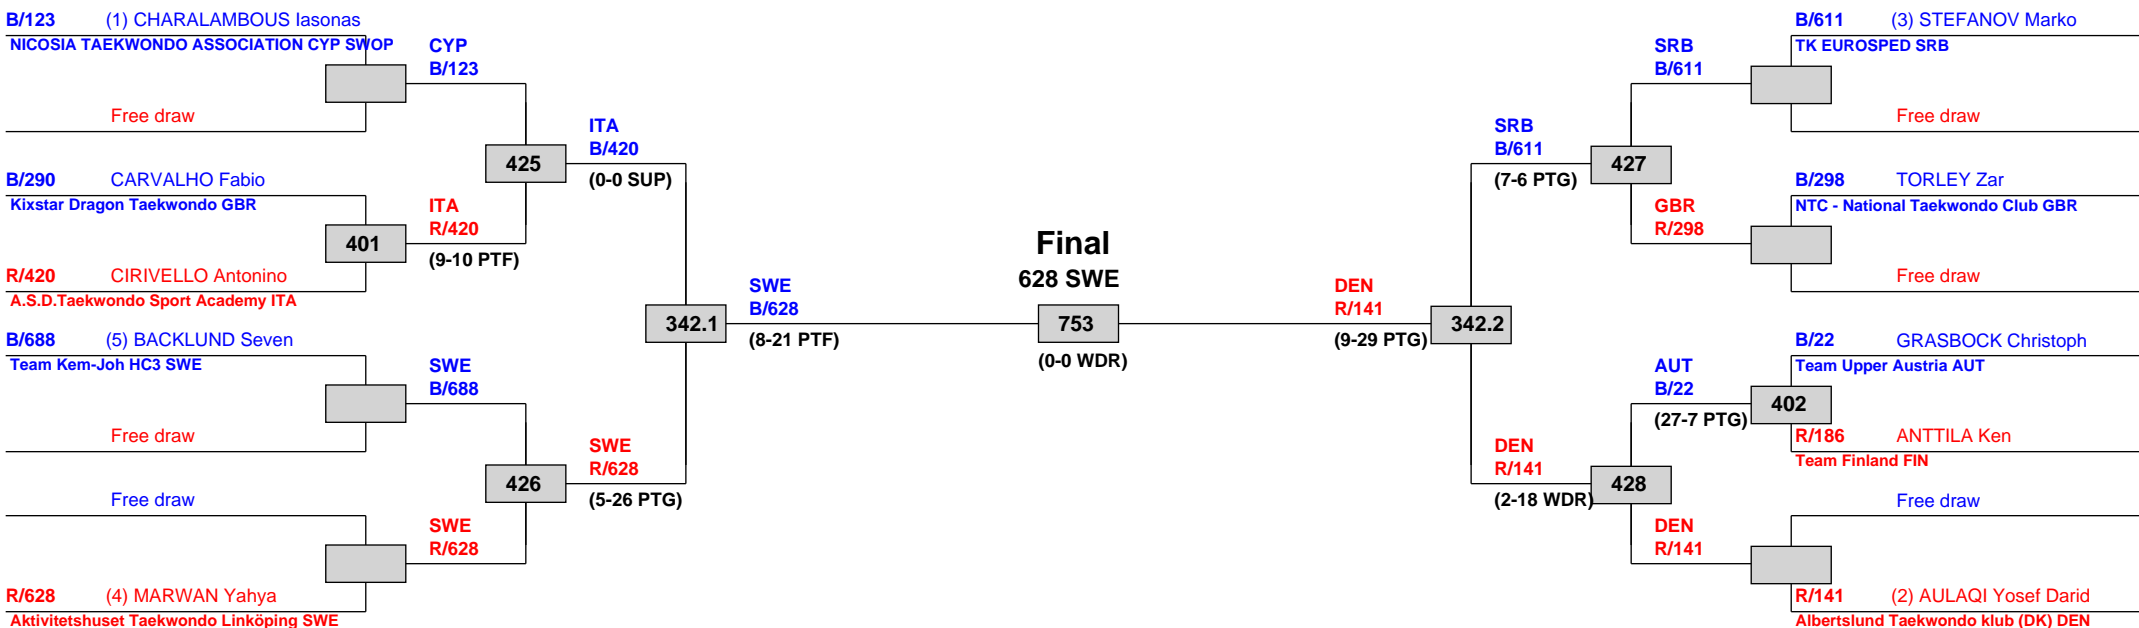 B/123 (1) CHARALAMBOUS Iasonas
NICOSIA TAEKWONDO ASSOCIATION CYP SWOP
Free draw
B/290 CARVALHO Fabio
Kixstar Dragon Taekwondo GBR
401
R/420 CIRIVELLO Antonino
A.S.D.Taekwondo Sport Academy ITA
B/688 (5) BACKLUND Seven
Team Kem-Joh HC3 SWE
Free draw
Free draw
R/628 (4) MARWAN Yahya
Aktivitetshuset Taekwondo Linköping SWE
CYP
B/123
425
ITA
R/420
(9-10 PTF)
SWE
B/688
426
SWE
R/628
ITA
B/420
(0-0 SUP)
342.1
SWE
R/628
(5-26 PTG)
SWE
B/628
(8-21 PTF)
Final
628 SWE
753
(0-0 WDR)
DEN
R/141
(9-29 PTG)
342.2
SRB
B/611
(7-6 PTG)
427
DEN
R/141
(2-18 WDR)
428
SRB
B/611
GBR
R/298
AUT
B/22
(27-7 PTG)
402
DEN
R/141
B/611 (3) STEFANOV Marko
TK EUROSPED SRB
Free draw
B/298 TORLEY Zar
NTC - National Taekwondo Club GBR
Free draw
B/22 GRASBOCK Christoph
Team Upper Austria AUT
R/186 ANTTILA Ken
Team Finland FIN
Free draw
R/141 (2) AULAQI Yosef Darid
Albertslund Taekwondo klub (DK) DEN